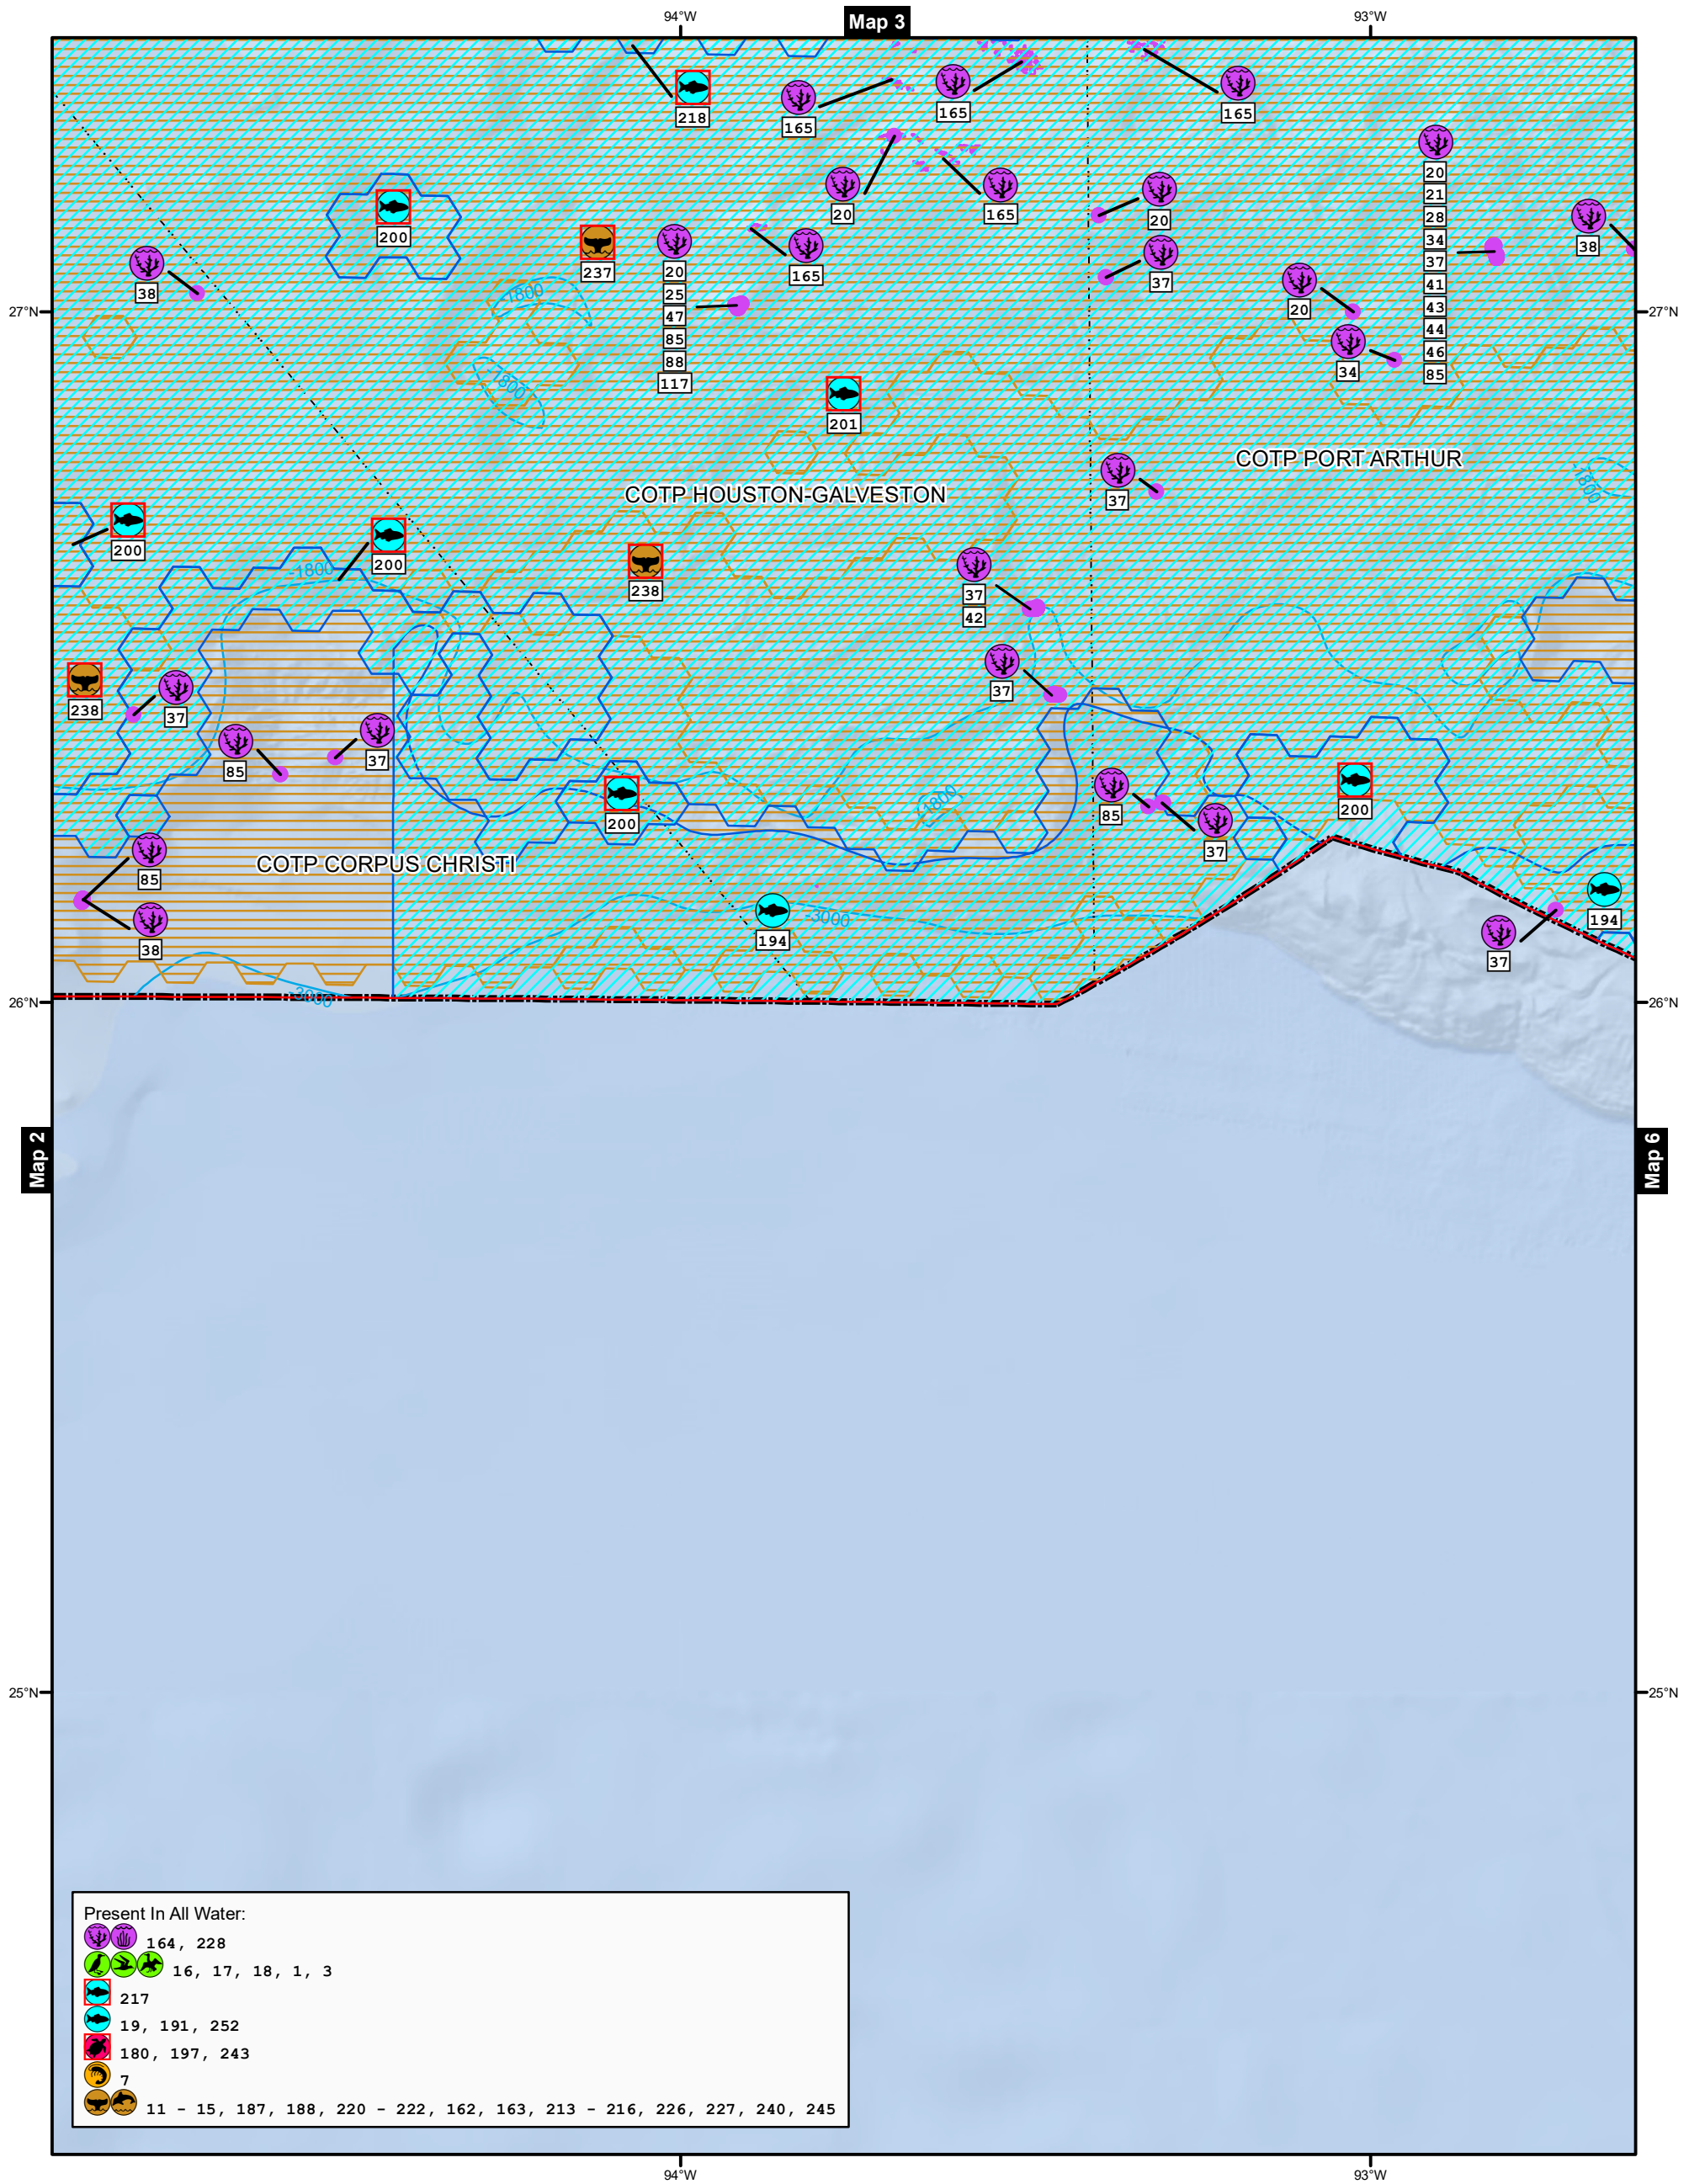 94°W
Map 3
93°W
218
165
165
165
20
21
28
34
37
41
43
44
46
85
20
165
20
38
200
237
20
25
47
85
88
117
165
37
38
20
-1800
27°N
27°N
34
-1800
201
COTP PORT ARTHUR
-1800
37
COTP HOUSTON-GALVESTON
200
200
-1800
238
37
42
37
238
37
85
37
200
-1800
85
200
37
COTP CORPUS CHRISTI
85
38
194
-3000
194
37
-3000
26°N
26°N
Map 2
Map 6
25°N
25°N
Present In All Water:
164, 228
16, 17, 18, 1, 3
217
19, 191, 252
180, 197, 243
7
11 - 15, 187, 188, 220 - 222, 162, 163, 213 - 216, 226, 227, 240, 245
94°W
93°W